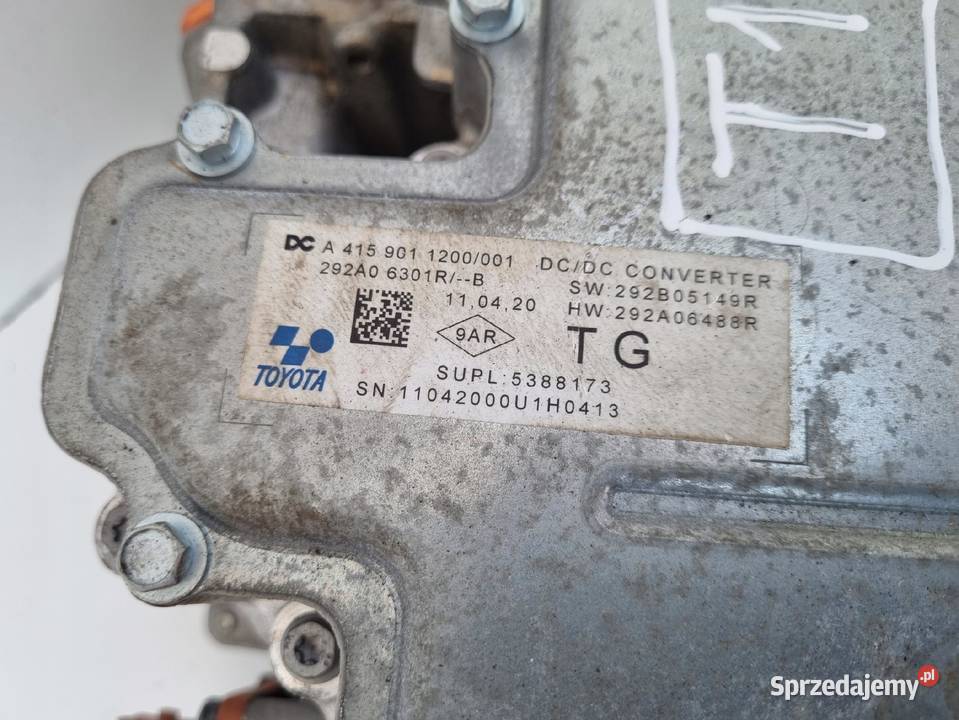 T1
DC A 415 901 1200/001 DC/DC CONVERTER
292A0 6301R/--B SW:292B05149R
11,04,20 HW:292A06488R
9AR TG
TOYOTA SUPL:5388173
SN:11042000U1H0413
Sprzedajemy.pl